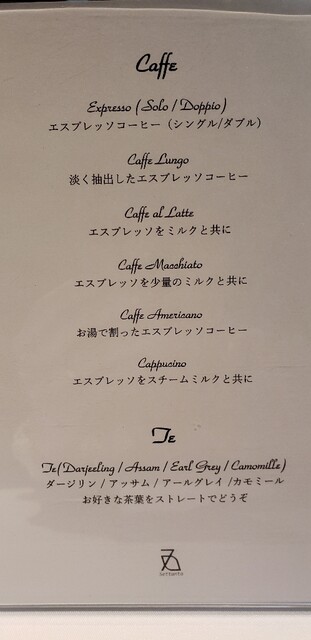 Caffe
Expresso (Solo / Doppio)
エスプレッソコーヒー（シングル/ダブル）
Caffe Lungo
淡く抽出したエスプレッソコーヒー
Caffe al Latte
エスプレッソをミルクと共に
Caffe Macchiato
エスプレッソを少量のミルクと共に
Caffe Americano
お湯で割ったエスプレッソコーヒー
Cappucino
エスプレッソをスチームミルクと共に
Te
Te(Darjeeling / Assam / Earl Grey / Camomille)
ダージリン / アッサム / アールグレイ /カモミール
お好きな茶葉をストレートでどうぞ